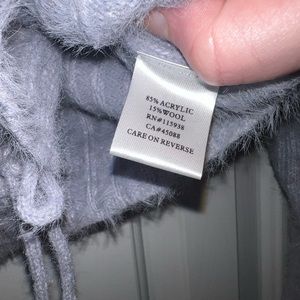 85% ACRYLIC
15% WOOL
RN#115938
CA#45088
CARE ON REVERSE